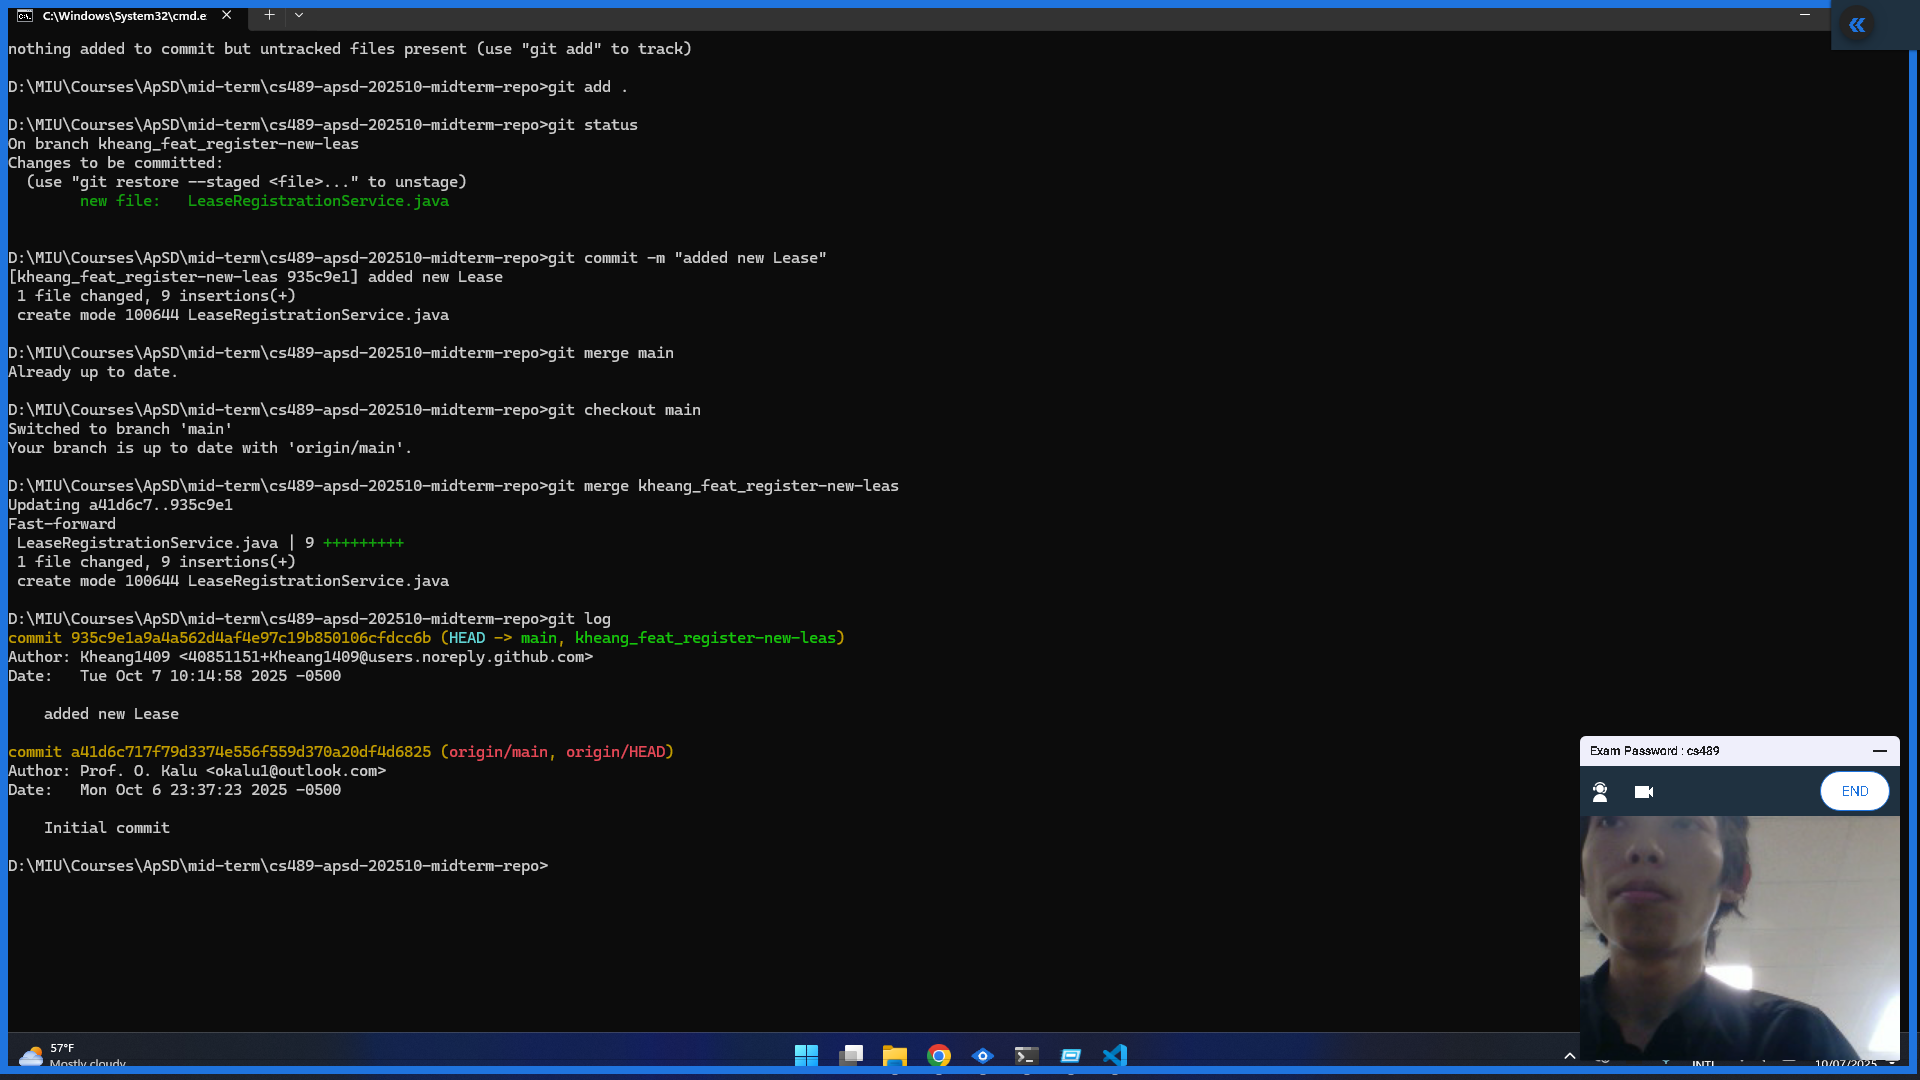 C:\Windows\System32\cmd.e
nothing added to commit but untracked files present (use "git add" to track)
D:\MIU\Courses\ApSD\mid-term\cs489-apsd-202510-midterm-repo>git add .
D:\MIU\Courses\ApSD\mid-term\cs489-apsd-202510-midterm-repo>git status
On branch kheang_feat_register-new-leas
Changes to be committed:
  (use "git restore --staged <file>..." to unstage)
        new file:   LeaseRegistrationService.java
D:\MIU\Courses\ApSD\mid-term\cs489-apsd-202510-midterm-repo>git commit -m "added new Lease"
[kheang_feat_register-new-leas 935c9e1] added new Lease
 1 file changed, 9 insertions(+)
 create mode 100644 LeaseRegistrationService.java
D:\MIU\Courses\ApSD\mid-term\cs489-apsd-202510-midterm-repo>git merge main
Already up to date.
D:\MIU\Courses\ApSD\mid-term\cs489-apsd-202510-midterm-repo>git checkout main
Switched to branch 'main'
Your branch is up to date with 'origin/main'.
D:\MIU\Courses\ApSD\mid-term\cs489-apsd-202510-midterm-repo>git merge kheang_feat_register-new-leas
Updating a41d6c7..935c9e1
Fast-forward
 LeaseRegistrationService.java | 9 +++++++++
 1 file changed, 9 insertions(+)
 create mode 100644 LeaseRegistrationService.java
D:\MIU\Courses\ApSD\mid-term\cs489-apsd-202510-midterm-repo>git log
commit 935c9e1a9a4a562d4af4e97c19b850106cfdcc6b (HEAD -> main, kheang_feat_register-new-leas)
Author: Kheang1409 <40851151+Kheang1409@users.noreply.github.com>
Date:   Tue Oct 7 10:14:58 2025 -0500
    added new Lease
commit a41d6c717f79d3374e556f559d370a20df4d6825 (origin/main, origin/HEAD)
Author: Prof. O. Kalu <okalu1@outlook.com>
Date:   Mon Oct 6 23:37:23 2025 -0500
    Initial commit
D:\MIU\Courses\ApSD\mid-term\cs489-apsd-202510-midterm-repo>
Exam Password : cs489
END
57°F
Mostly cloudy
INTL
10/07/2025